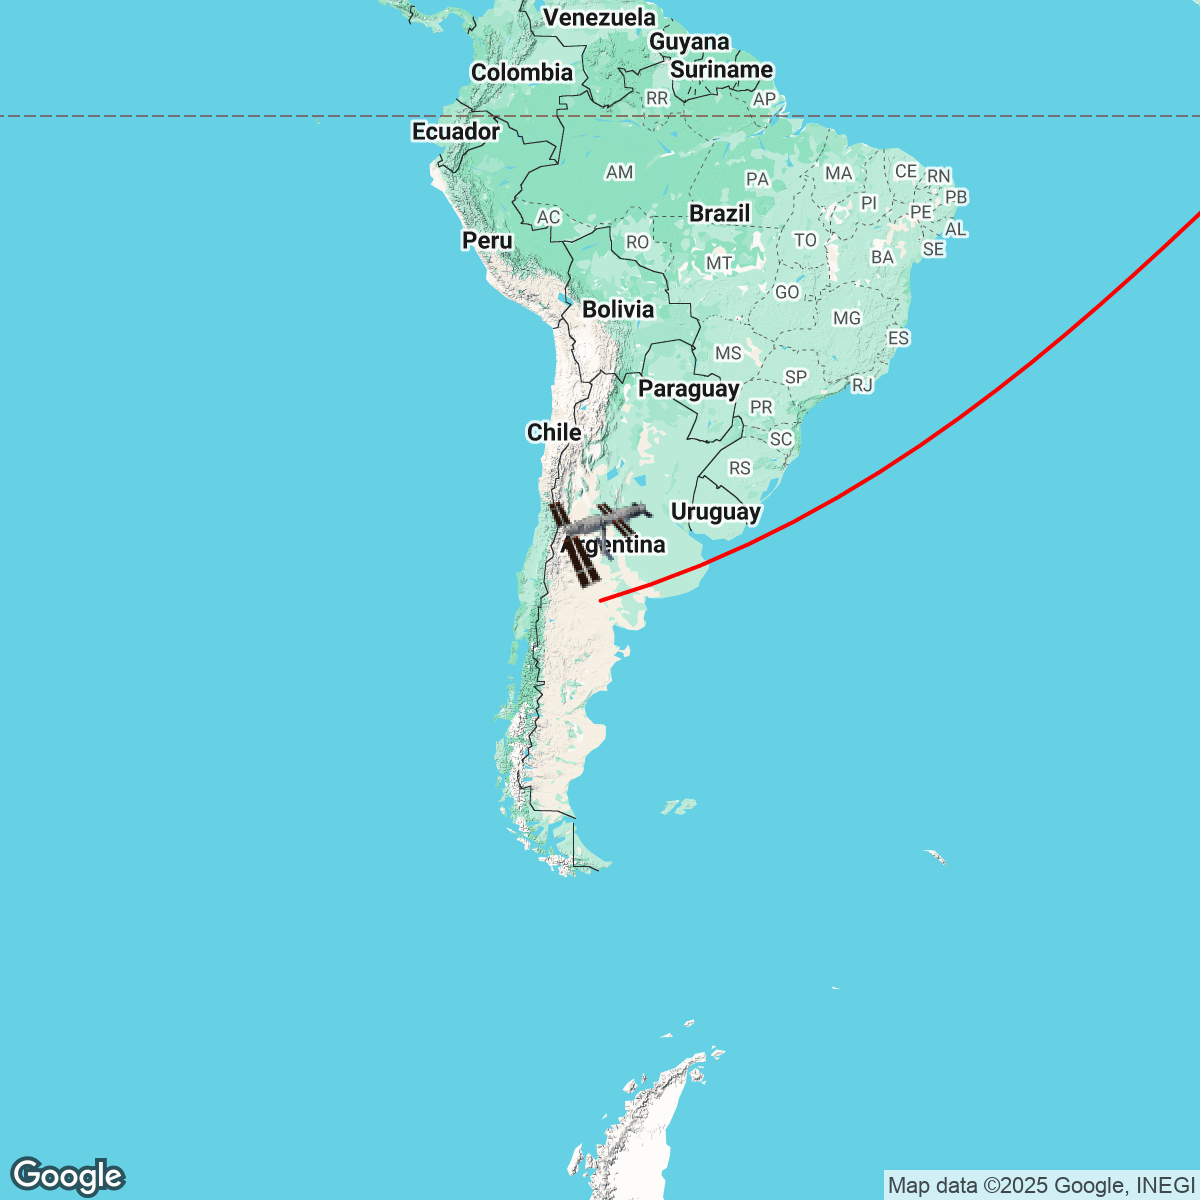 Venezuela
Guyana
Colombia
Suriname
RR
AP
Ecuador
AM
PA
MA
CE
RN
PI
PB
PE
AC
Brazil
AL
Peru
RO
TO
SE
MT
BA
GO
Bolivia
MG
ES
MS
SP
Paraguay
RJ
PR
Chile
SC
RS
Uruguay
Argentina
Google
Map data ©2025 Google, INEGI